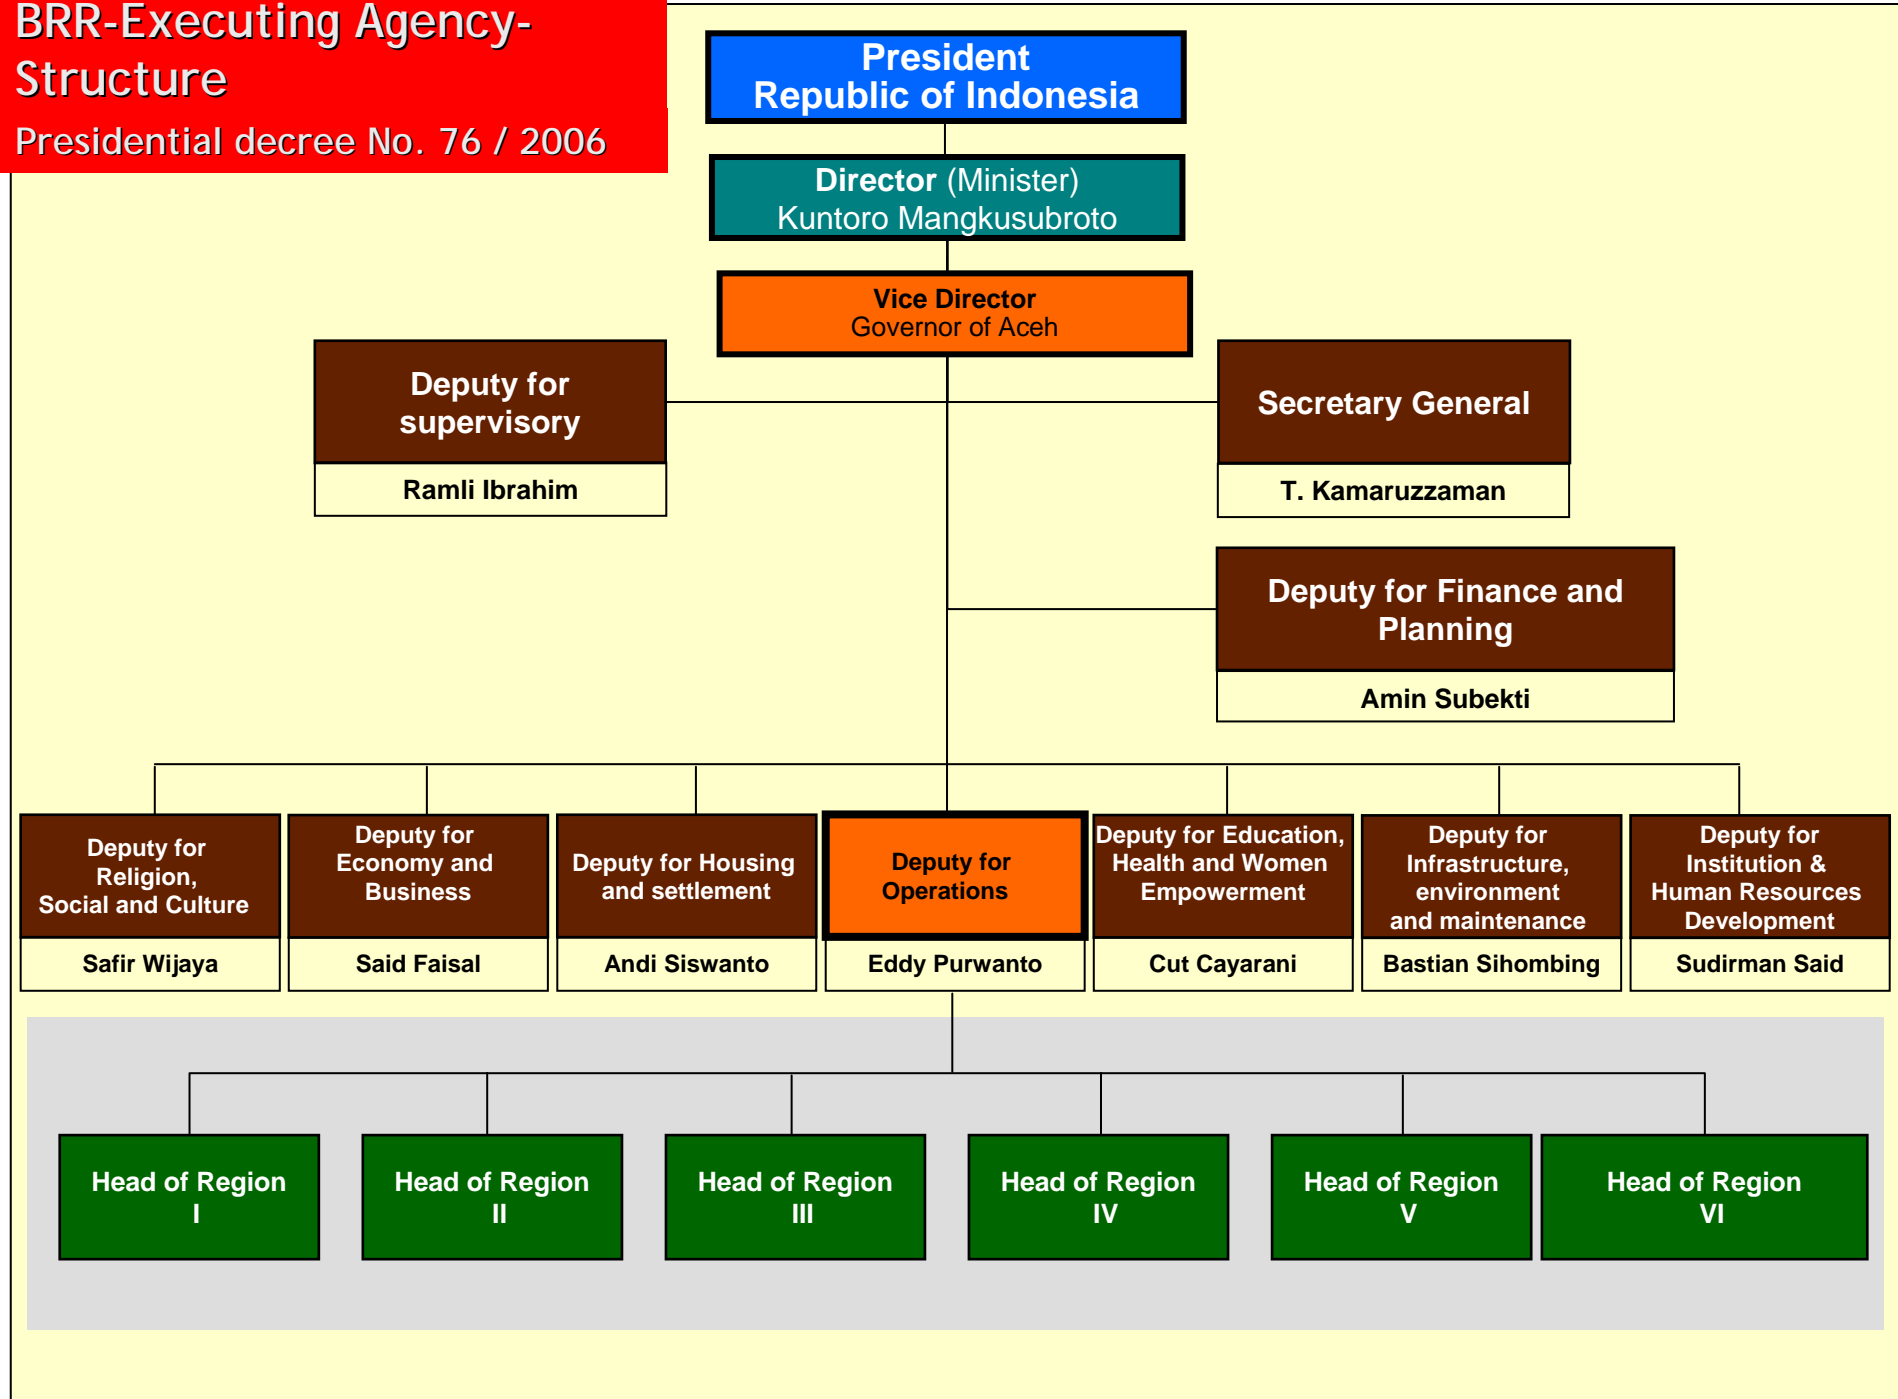 BRR-Executing Agency-
Structure
Presidential decree No. 76 / 2006
President
Republic of Indonesia
Director (Minister)
Kuntoro Mangkusubroto
Vice Director
Governor of Aceh
Deputy for
supervisory
Ramli Ibrahim
Secretary General
T. Kamaruzzaman
Deputy for Finance and
Planning
Amin Subekti
Deputy for
Religion,
Social and Culture
Safir Wijaya
Deputy for
Economy and
Business
Said Faisal
Deputy for Housing
and settlement
Andi Siswanto
Deputy for
Operations
Eddy Purwanto
Deputy for Education,
Health and Women
Empowerment
Cut Cayarani
Deputy for
Infrastructure,
environment
and maintenance
Bastian Sihombing
Deputy for
Institution &
Human Resources
Development
Sudirman Said
Head of Region
I
Head of Region
II
Head of Region
III
Head of Region
IV
Head of Region
V
Head of Region
VI